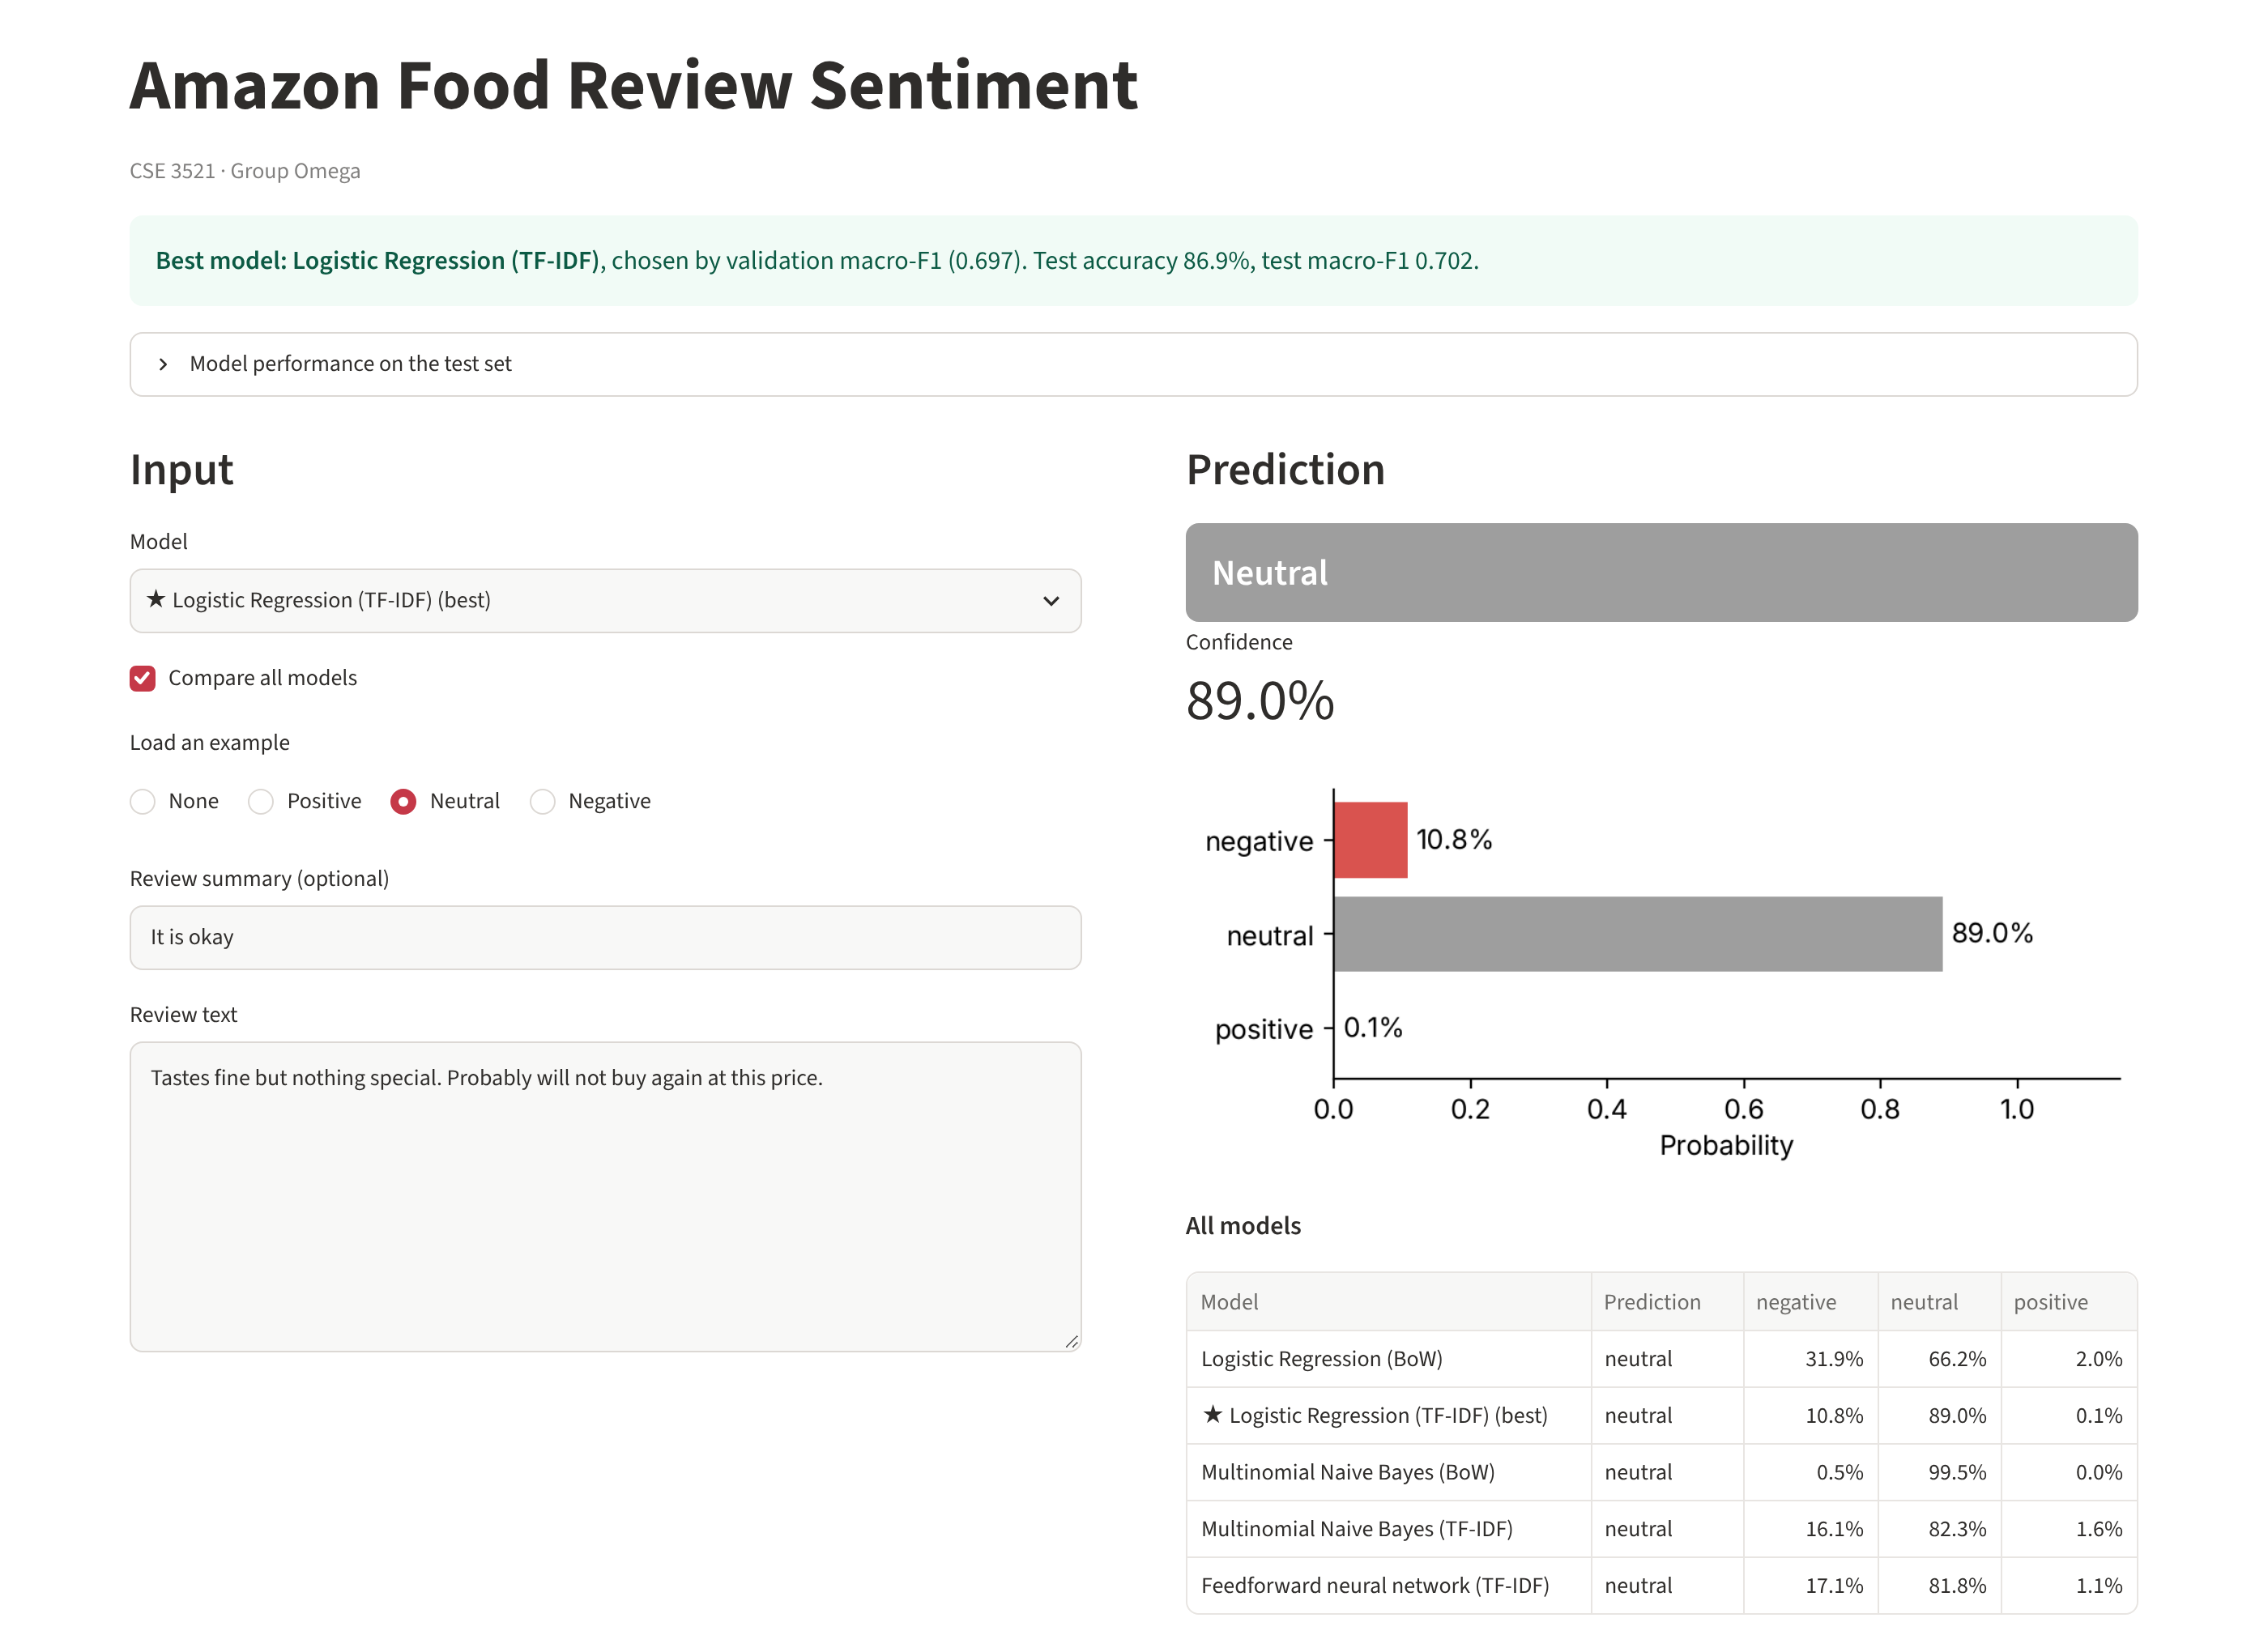 Amazon Food Review Sentiment
CSE 3521 · Group Omega
Best model: Logistic Regression (TF-IDF), chosen by validation macro-F1 (0.697). Test accuracy 86.9%, test macro-F1 0.702.
Model performance on the test set
Input
Model
★ Logistic Regression (TF-IDF) (best)
Compare all models
Load an example
None Positive Neutral Negative
Review summary (optional)
It is okay
Review text
Tastes fine but nothing special. Probably will not buy again at this price.
Prediction
Neutral
Confidence
89.0%
negative 10.8%
neutral 89.0%
positive 0.1%
0.0 0.2 0.4 0.6 0.8 1.0
Probability
All models
Model Prediction negative neutral positive
Logistic Regression (BoW) neutral 31.9% 66.2% 2.0%
★ Logistic Regression (TF-IDF) (best) neutral 10.8% 89.0% 0.1%
Multinomial Naive Bayes (BoW) neutral 0.5% 99.5% 0.0%
Multinomial Naive Bayes (TF-IDF) neutral 16.1% 82.3% 1.6%
Feedforward neural network (TF-IDF) neutral 17.1% 81.8% 1.1%